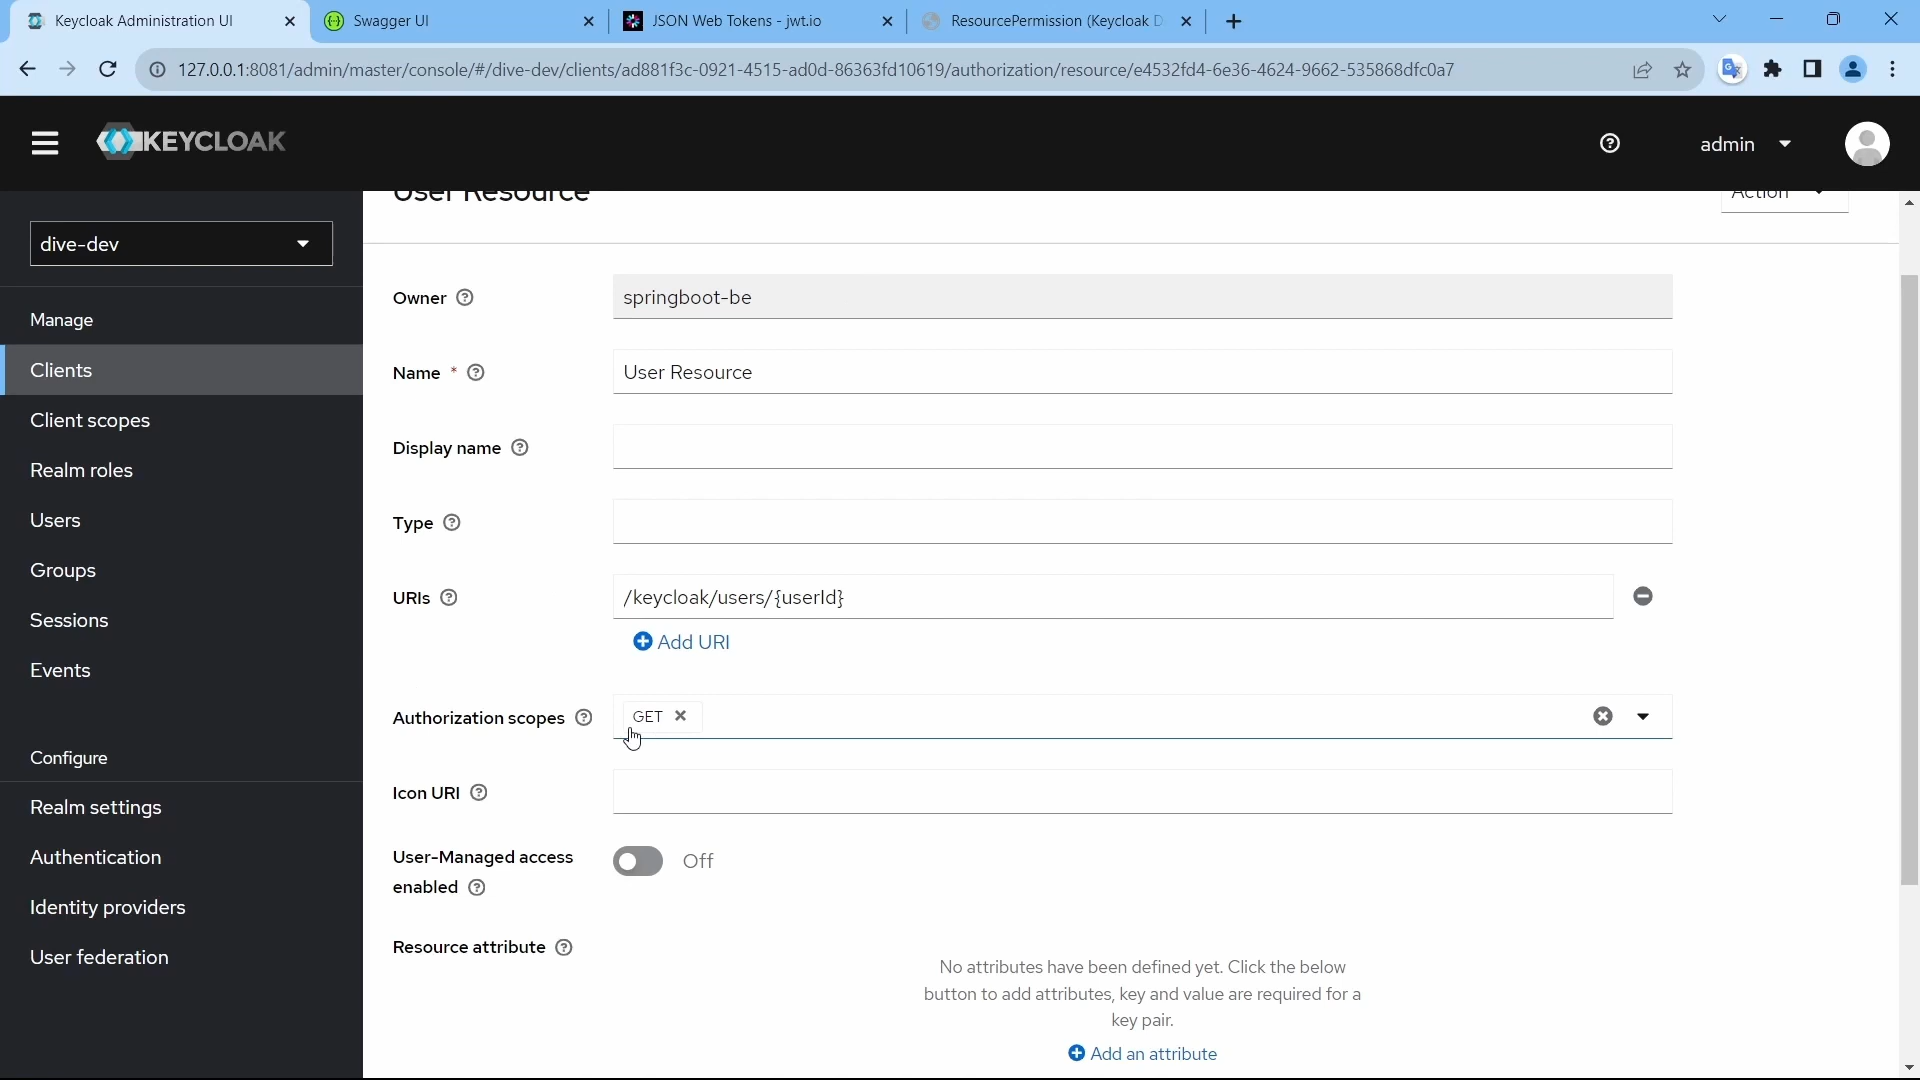 Keycloak Administration UI
Swagger UI
JSON Web Tokens - jwt.io
ResourcePermission (Keycloak D
127.0.0.1:8081/admin/master/console/#/dive-dev/clients/ad881f3c-0921-4515-ad0d-86363fd10619/authorization/resource/e4532fd4-6e36-4624-9662-535868dfc0a7
KEYCLOAK
admin
User Resource
Action
dive-dev
Manage
Clients
Client scopes
Realm roles
Users
Groups
Sessions
Events
Configure
Realm settings
Authentication
Identity providers
User federation
Owner
springboot-be
Name *
User Resource
Display name
Type
URIs
/keycloak/users/{userId}
Add URI
Authorization scopes
GET
Icon URI
User-Managed access
enabled
Off
Resource attribute
No attributes have been defined yet. Click the below
button to add attributes, key and value are required for a
key pair.
Add an attribute